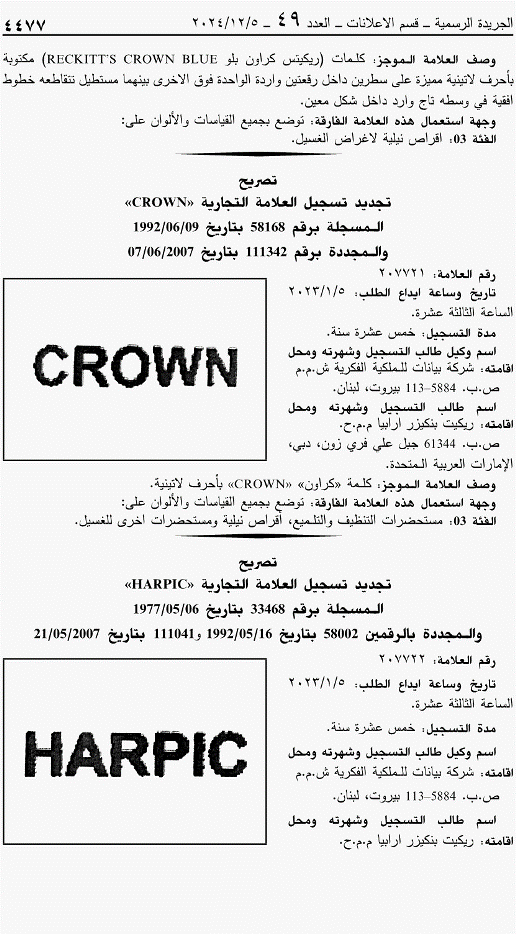 الجريدة الرسمية ــ قسم الاعلانات ــ العدد ٤٩ ــ ٢٠٢٤/١٢/٥ ٤٤٧٧
وصف العلامة الموجز: كلمات (ريكيتس كراون بلو RECKITT'S CROWN BLUE) مكتوبة
بأحرف لاتينية مميزة على سطرين داخل رقعتين واردة الواحدة فوق الاخرى بينهما مستطيل تتقاطعه خطوط
افقية في وسطه تاج وارد داخل شكل معين.
وجهة استعمال هذه العلامة الفارقة: توضع بجميع القياسات والألوان على:
الفئة 03: اقراص نيلية لاغراض الغسيل.
تصريح
تجديد تسجيل العلامة التجارية «CROWN»
المسجلة برقم 58168 بتاريخ 1992/06/09
والمجددة برقم 111342 بتاريخ 07/06/2007
رقم العلامة: ٢٠٧٧٢١
تاريخ وساعة ايداع الطلب: ٢٠٢٣/١/٥
الساعة الثالثة عشرة.
مدة التسجيل: خمس عشرة سنة.
اسم وكيل طالب التسجيل وشهرته ومحل
اقامته: شركة بيانات للملكية الفكرية ش.م.م
ص.ب. 5884–113 بيروت، لبنان.
اسم طالب التسجيل وشهرته ومحل
اقامته: ريكيت بنكيزر ارابيا م.م.ح.
ص.ب. 61344 جبل علي فري زون، دبي،
الإمارات العربية المتحدة.
CROWN
وصف العلامة الموجز: كلمة «كراون» «CROWN» بأحرف لاتينية.
وجهة استعمال هذه العلامة الفارقة: توضع بجميع القياسات والألوان على:
الفئة 03: مستحضرات التنظيف والتلميع، أقراص نيلية ومستحضرات اخرى للغسيل.
تصريح
تجديد تسجيل العلامة التجارية «HARPIC»
المسجلة برقم 33468 بتاريخ 1977/05/06
والمجددة بالرقمين 58002 بتاريخ 1992/05/16 و111041 بتاريخ 21/05/2007
رقم العلامة: ٢٠٧٧٢٢
تاريخ وساعة ايداع الطلب: ٢٠٢٣/١/٥
الساعة الثالثة عشرة.
مدة التسجيل: خمس عشرة سنة.
اسم وكيل طالب التسجيل وشهرته ومحل
اقامته: شركة بيانات للملكية الفكرية ش.م.م
ص.ب. 5884–113 بيروت، لبنان.
اسم طالب التسجيل وشهرته ومحل
اقامته: ريكيت بنكيزر ارابيا م.م.ح.
HARPIC